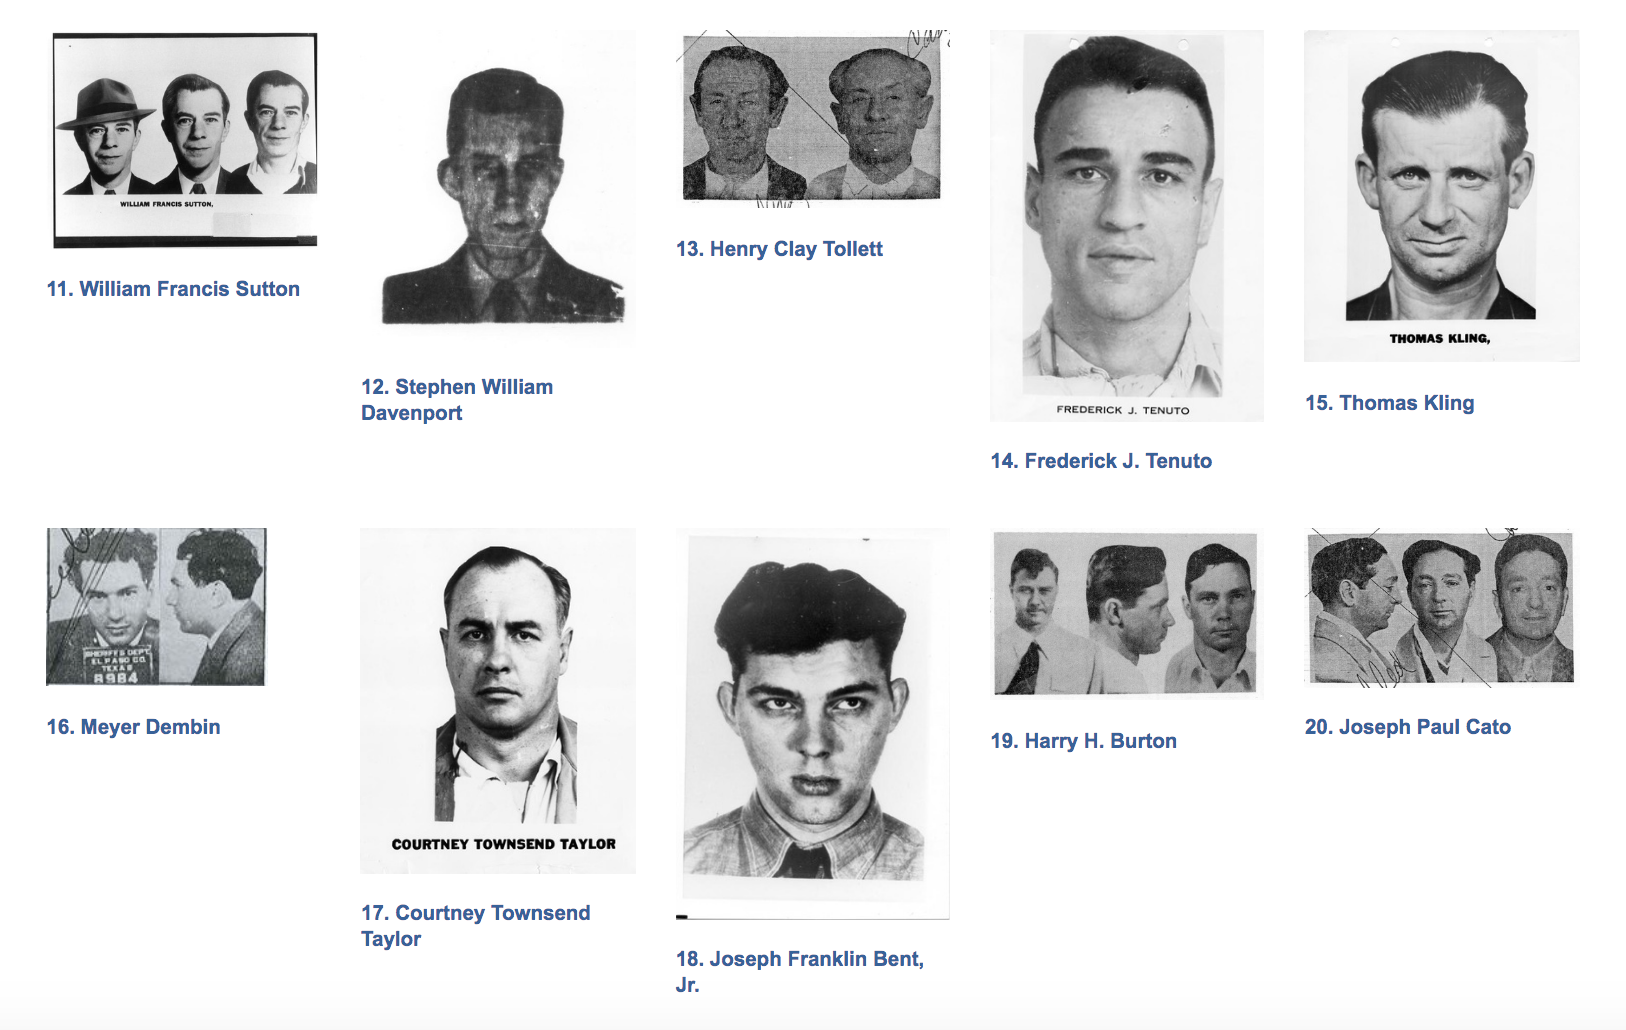 WILLIAM FRANCIS SUTTON,
11. William Francis Sutton
12. Stephen William
Davenport
13. Henry Clay Tollett
FREDERICK J. TENUTO
14. Frederick J. Tenuto
THOMAS KLING,
15. Thomas Kling
SHERIFF'S DEPT
EL PASO CO.
TEXAS
8984
16. Meyer Dembin
COURTNEY TOWNSEND TAYLOR
17. Courtney Townsend
Taylor
18. Joseph Franklin Bent,
Jr.
19. Harry H. Burton
20. Joseph Paul Cato